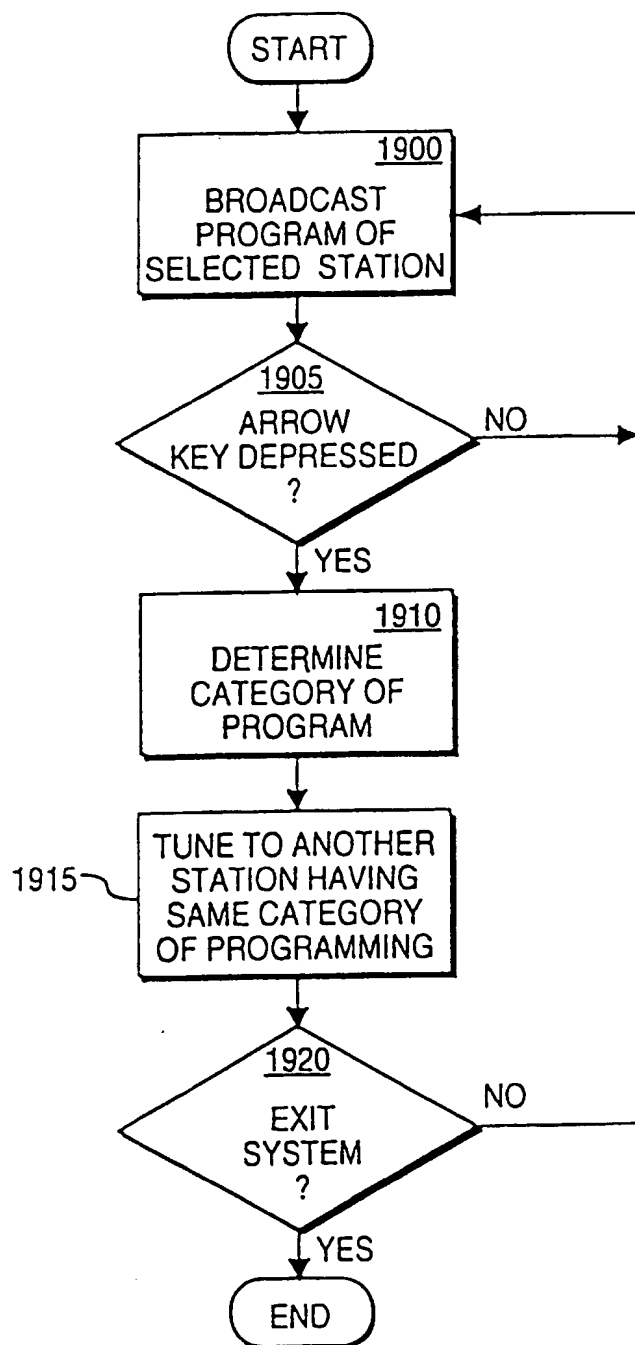 START
1900
BROADCAST
PROGRAM OF
SELECTED STATION
1905
ARROW
KEY DEPRESSED
?
NO
YES
1910
DETERMINE
CATEGORY OF
PROGRAM
1915
TUNE TO ANOTHER
STATION HAVING
SAME CATEGORY
OF PROGRAMMING
1920
EXIT
SYSTEM
?
NO
YES
END